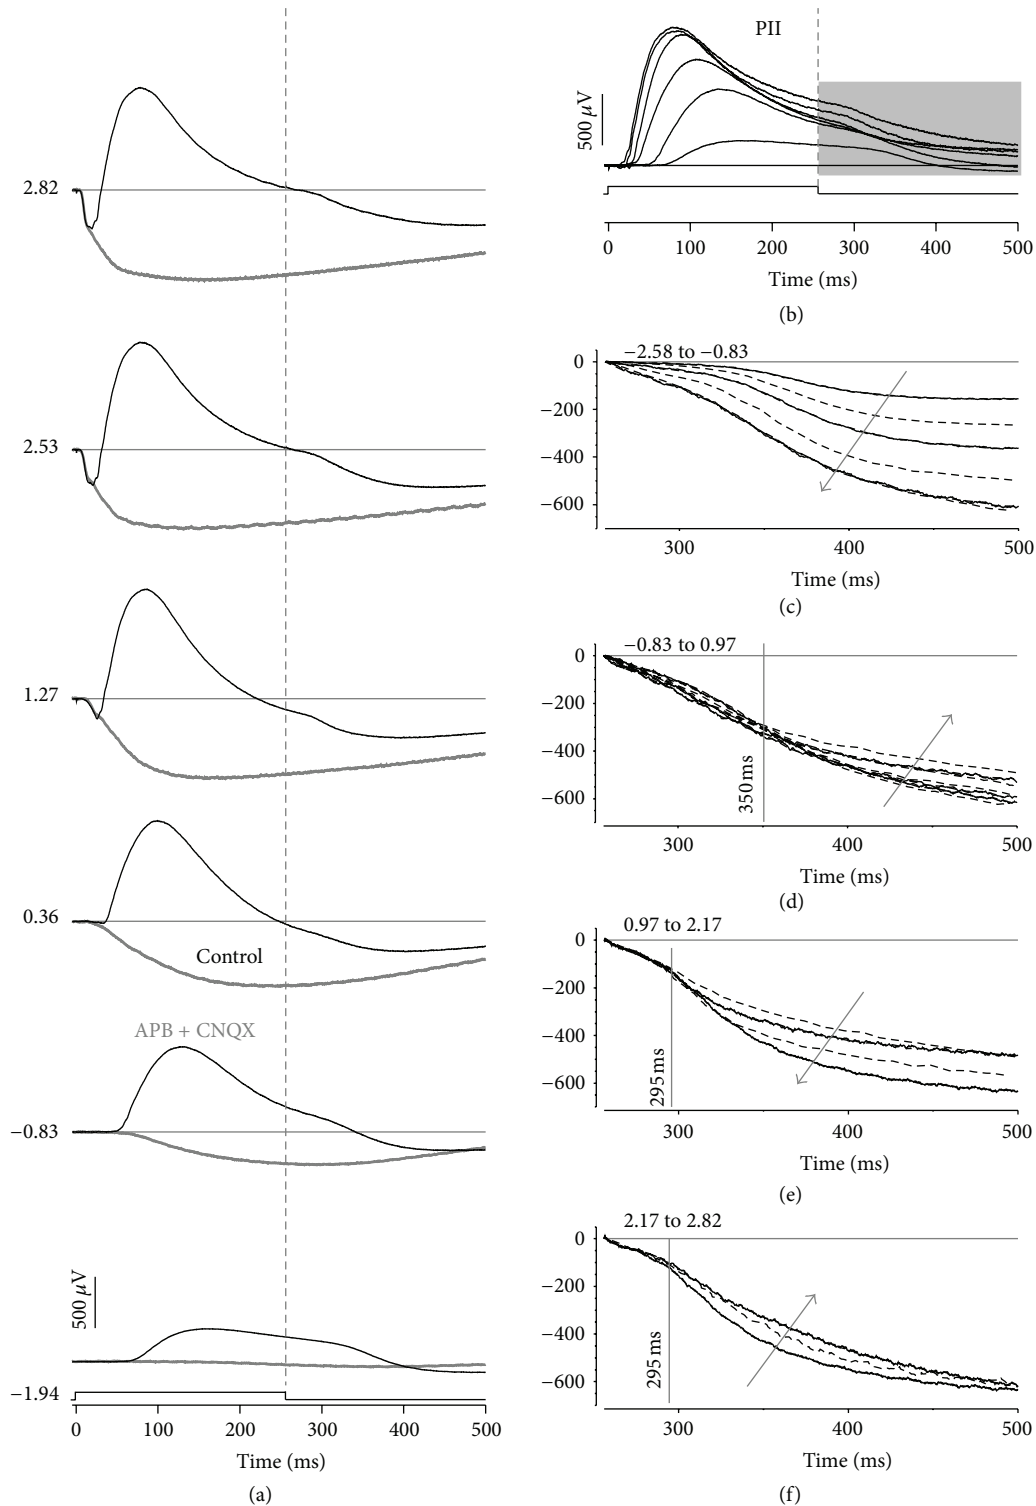 2.82
2.53
1.27
0.36
Control
APB + CNQX
−0.83
500 μV
−1.94
0 100 200 300 400 500
Time (ms)
(a)
PII
500 μV
0 100 200 300 400 500
Time (ms)
(b)
−2.58 to −0.83
0
−200
−400
−600
300 400 500
Time (ms)
(c)
−0.83 to 0.97
0
−200
−400
−600
350 ms
300 400 500
Time (ms)
(d)
0.97 to 2.17
0
−200
−400
−600
295 ms
300 400 500
Time (ms)
(e)
2.17 to 2.82
0
−200
−400
−600
295 ms
300 400 500
Time (ms)
(f)